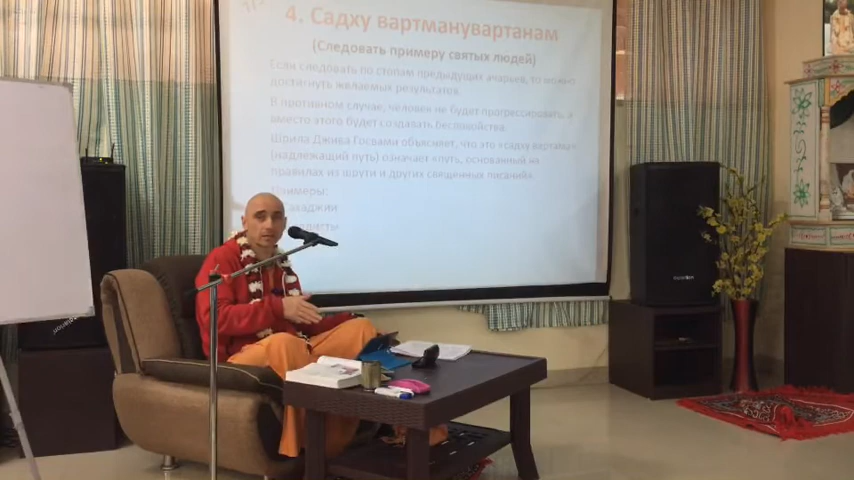 4. Садху вартманувартанам
(Следовать примеру святых людей)
Если следовать по стопам предыдущих ачарьев, то можно
достигнуть желаемых результатов.
В противном случае, человек не будет прогрессировать, а
вместо этого будет создавать беспокойства.
Шрила Джива Госвами объясняет, что это «садху вартама»
(надлежащий путь) означает «путь, основанный на
правилах из шрути и других священных писаний».
Примеры: